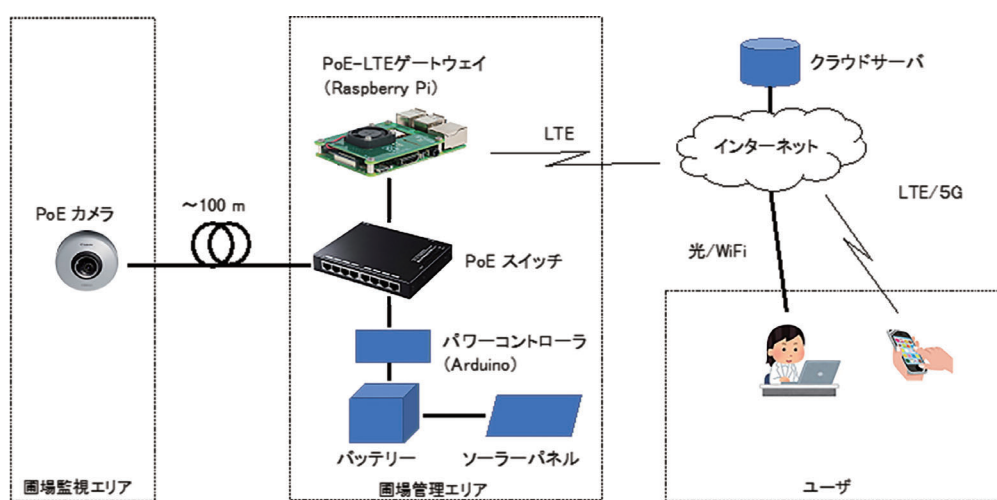 PoE-LTEゲートウェイ
(Raspberry Pi)
クラウドサーバ
LTE
インターネット
～100 m
PoE カメラ
LTE/5G
光/WiFi
PoE スイッチ
パワーコントローラ
(Arduino)
バッテリー
ソーラーパネル
圃場監視エリア
圃場管理エリア
ユーザ